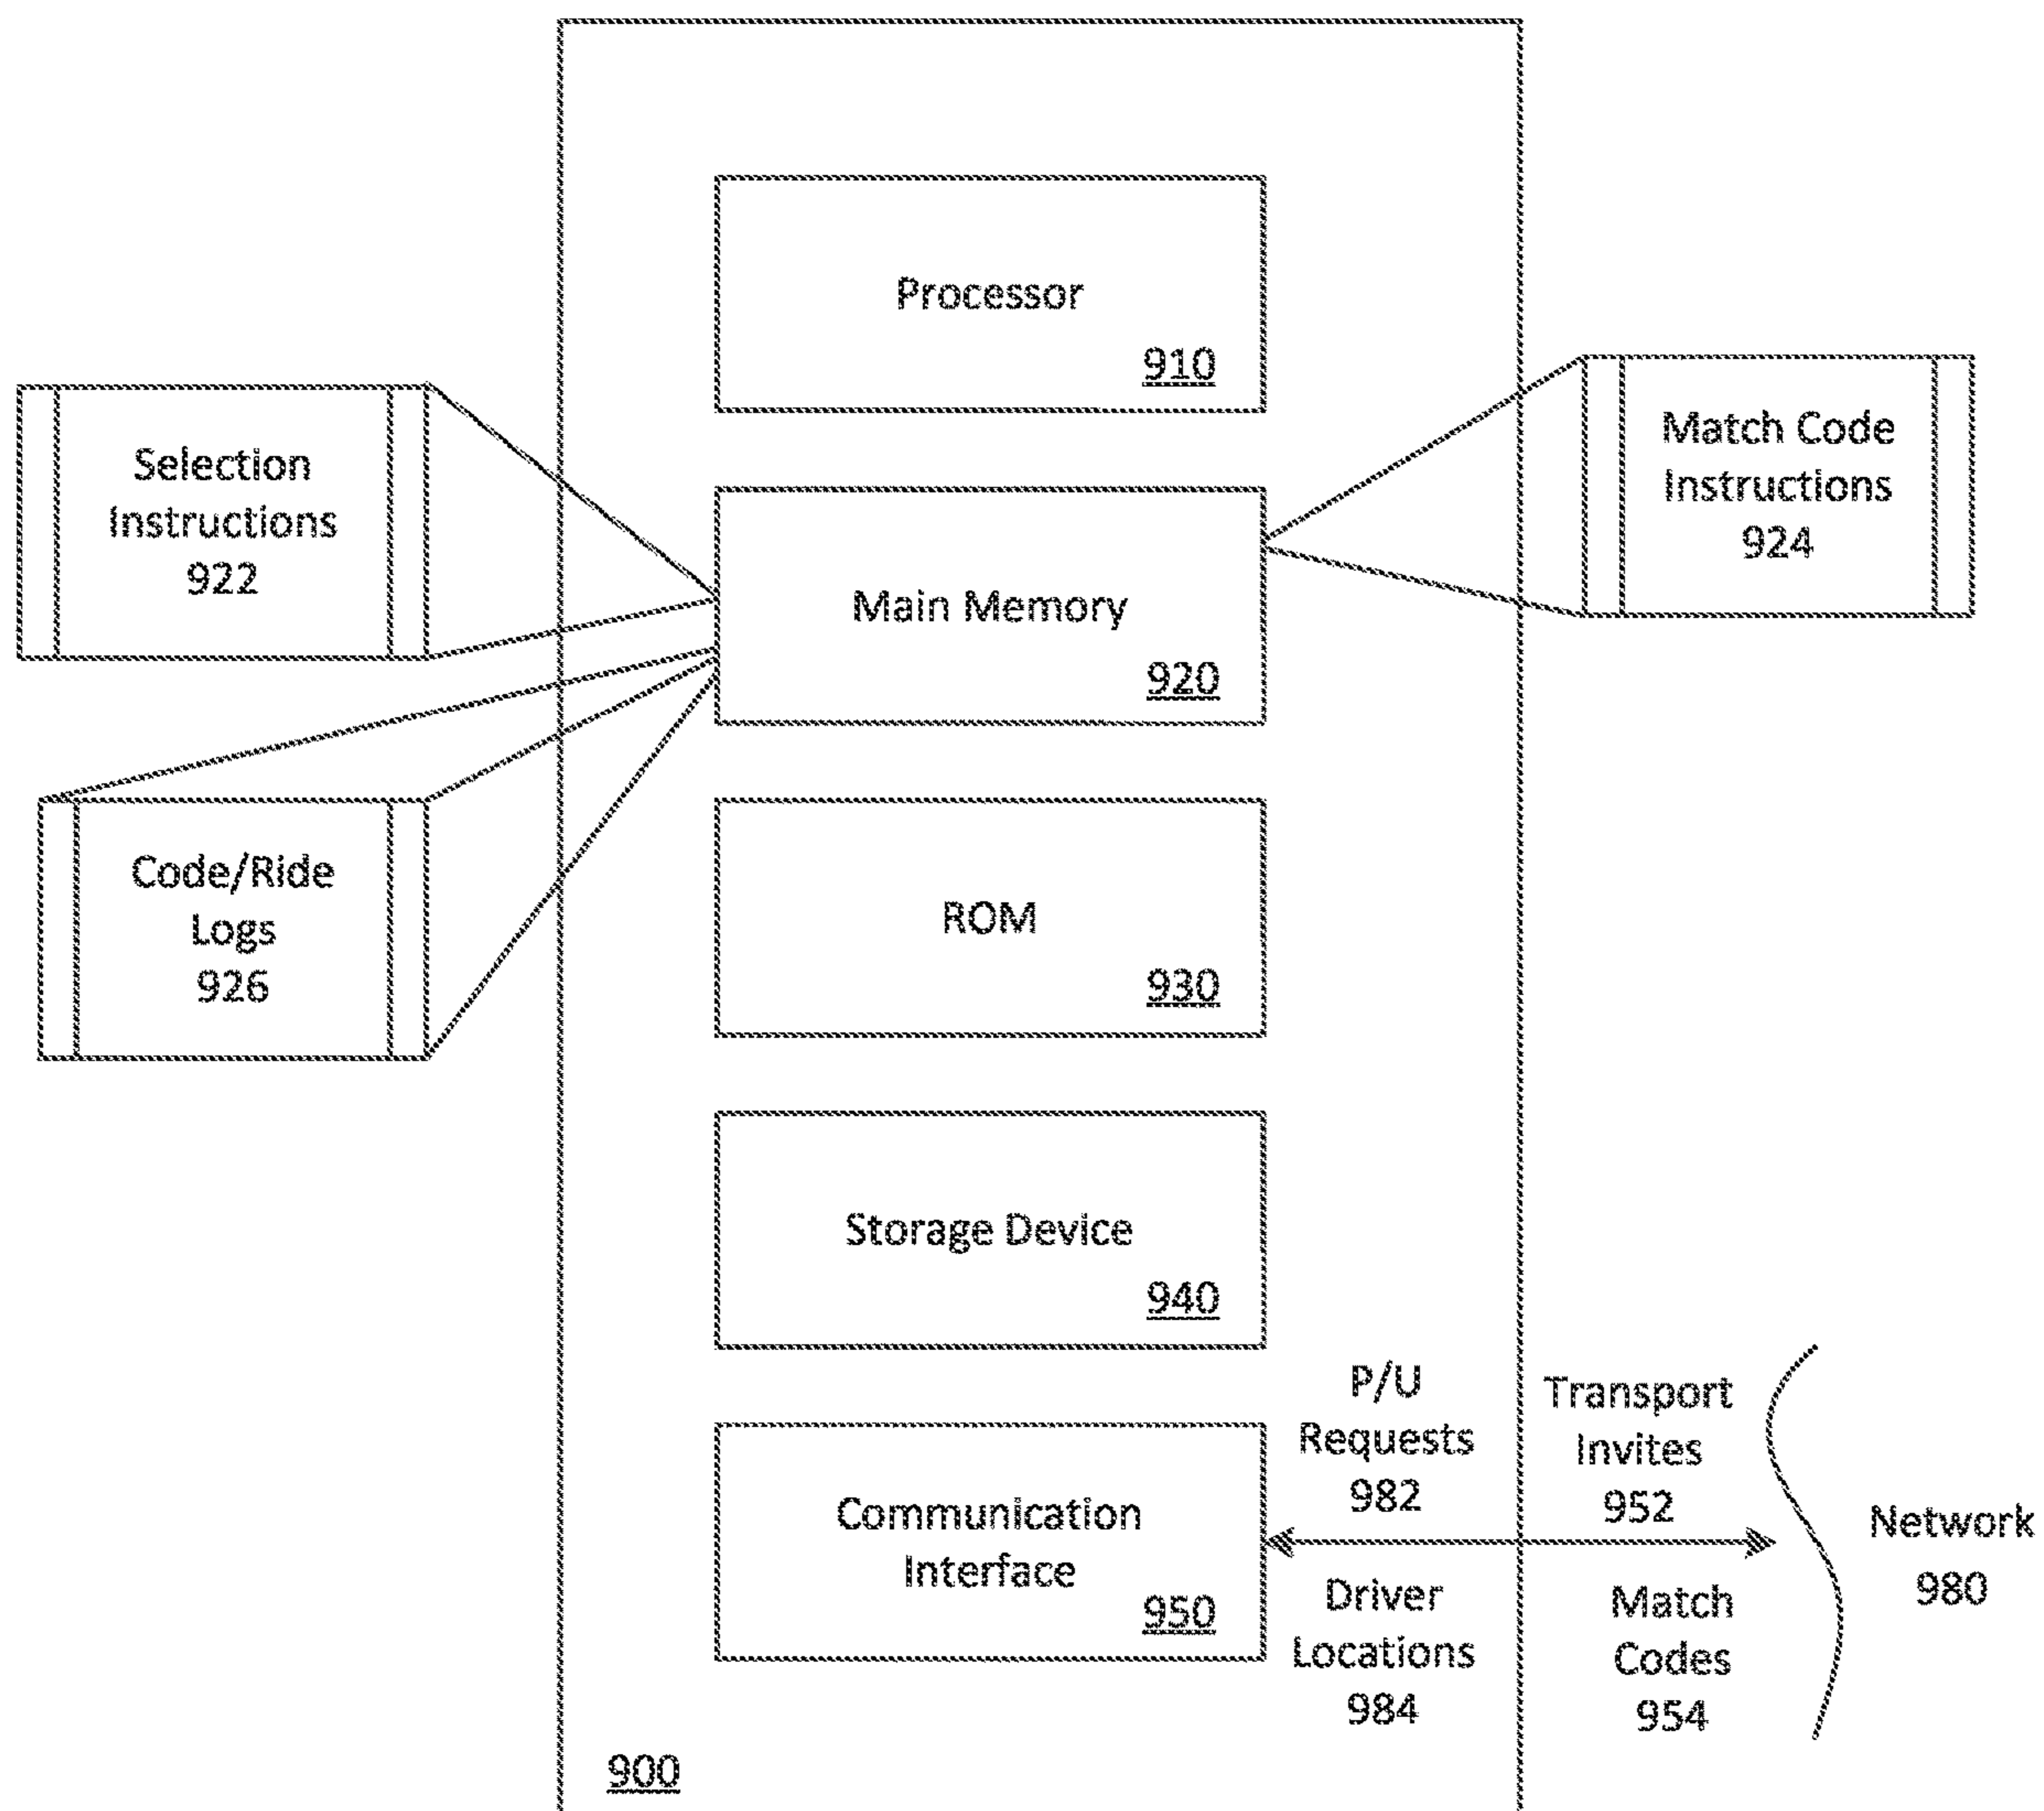 Processor
910
Selection
Instructions
922
Match Code
Instructions
924
Main Memory
920
Code/Ride
Logs
926
ROM
930
Storage Device
940
Communication
Interface
950
P/U
Requests
982
Transport
Invites
952
Driver
Locations
984
Match
Codes
954
Network
980
900